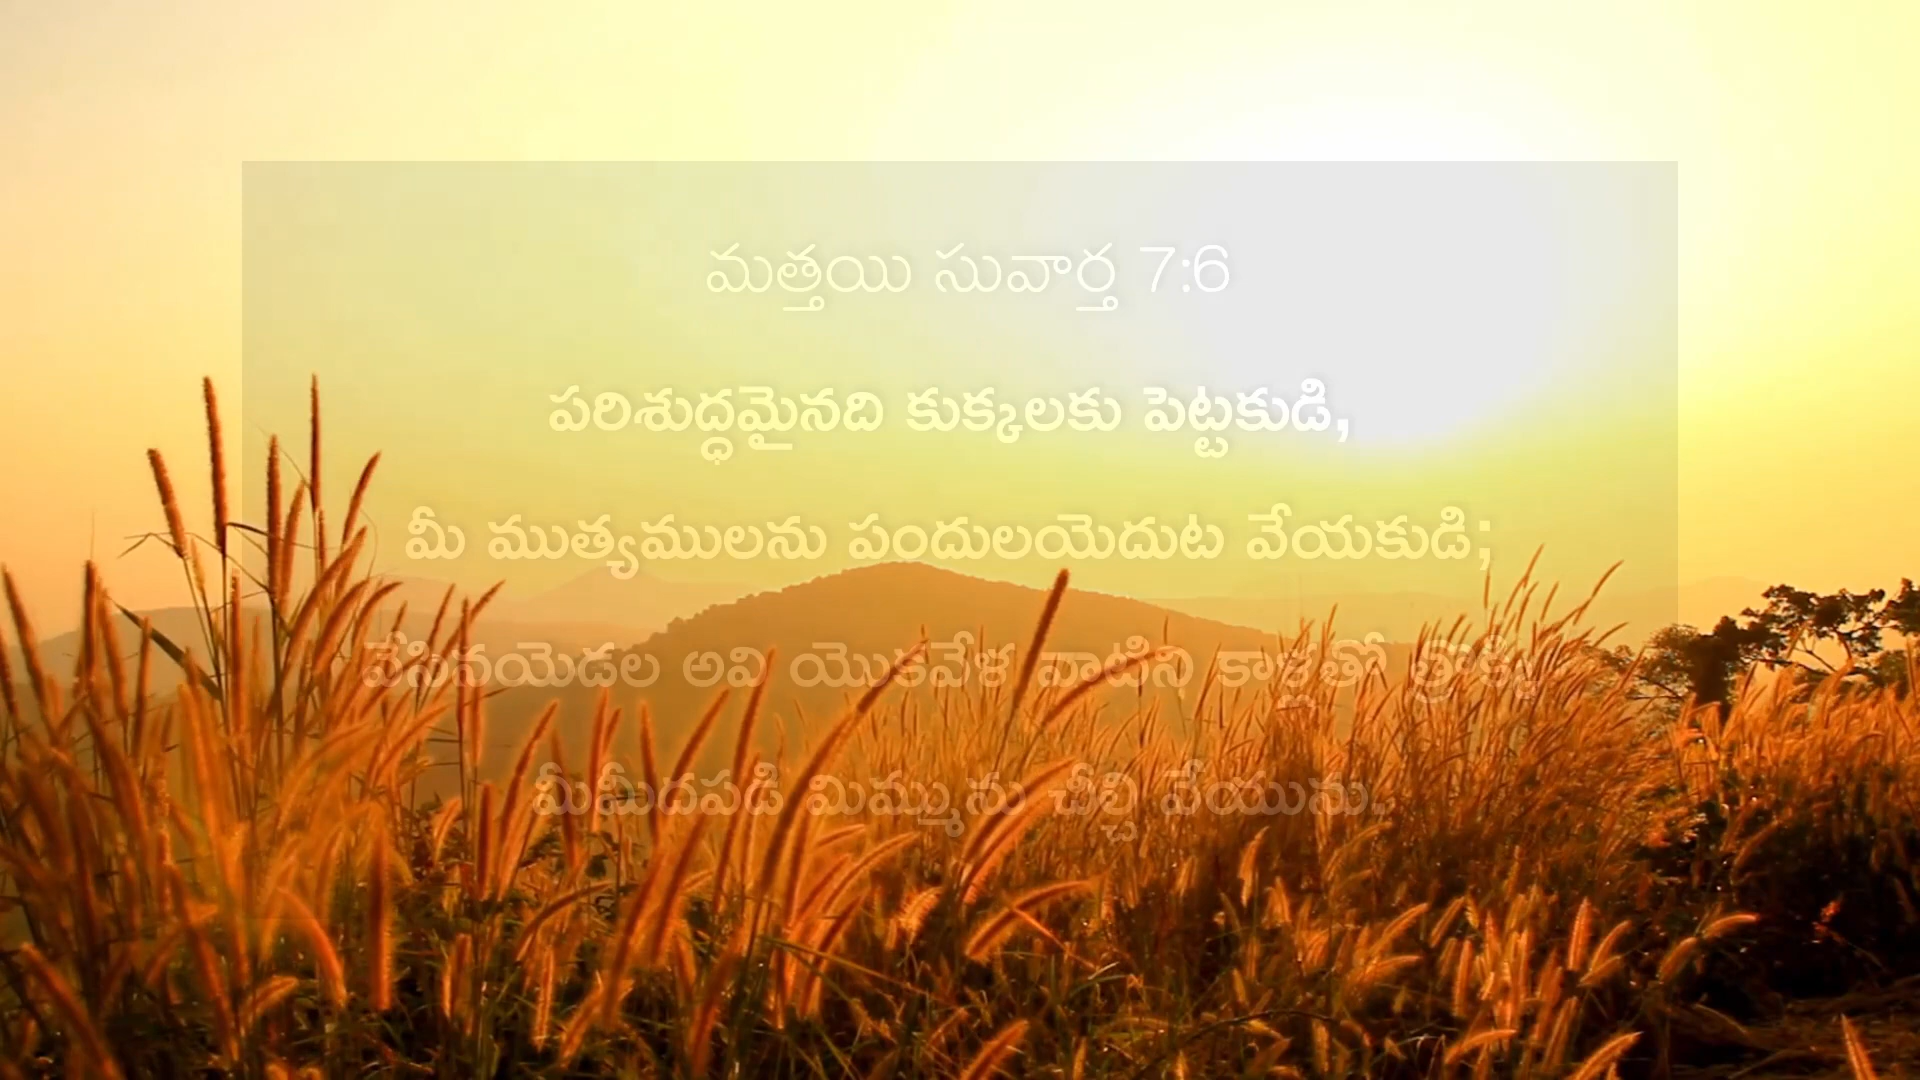 మత్తయి సువార్త 7:6
పరిశుద్ధమైనది కుక్కలకు పెట్టకుడి,
మీ ముత్యములను పందులయెదుట వేయకుడి;
వేసినయెడల అవి యొకవేళ వాటిని కాళ్లతో త్రొక్కి
మీమీదపడి మిమ్మును చీల్చి వేయును.